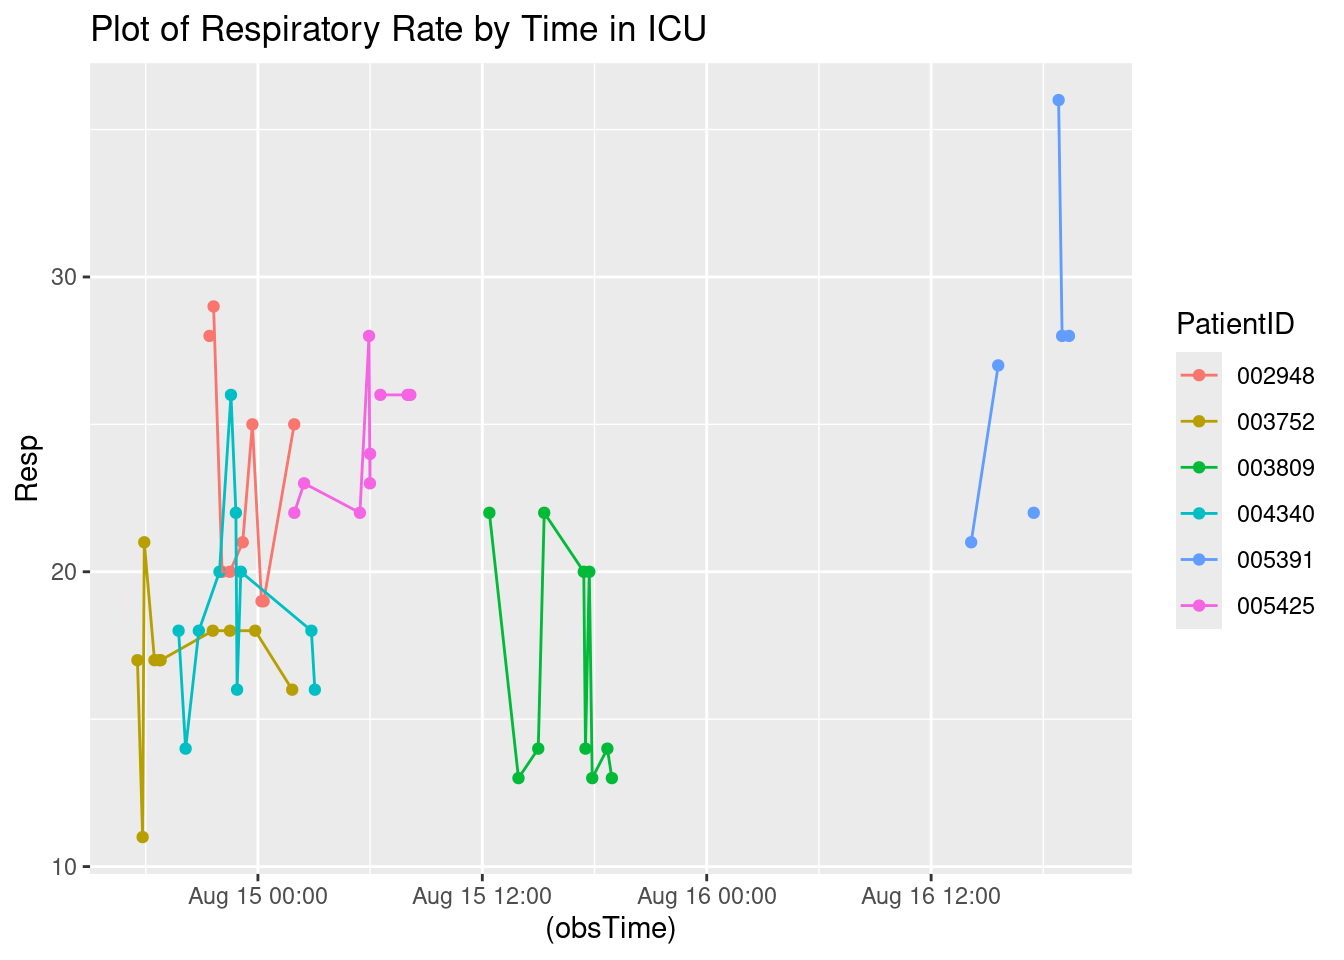 Plot of Respiratory Rate by Time in ICU
Resp
30
20
10
Aug 15 00:00
Aug 15 12:00
Aug 16 00:00
Aug 16 12:00
(obsTime)
PatientID
002948
003752
003809
004340
005391
005425